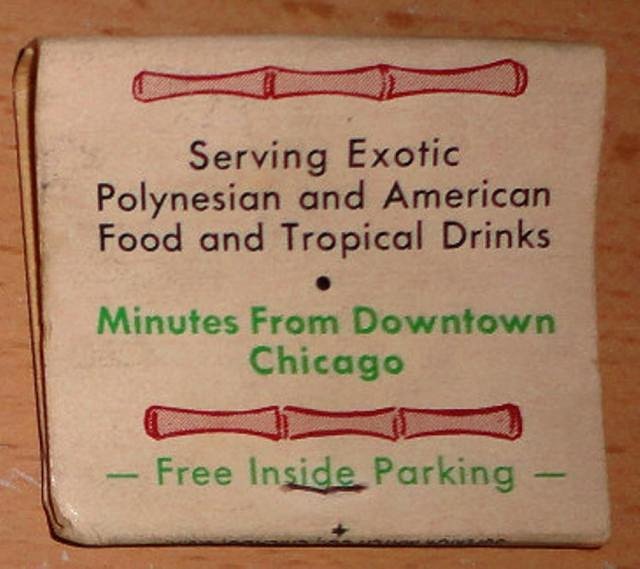 Serving Exotic
Polynesian and American
Food and Tropical Drinks
•
Minutes From Downtown
Chicago
— Free Inside Parking —